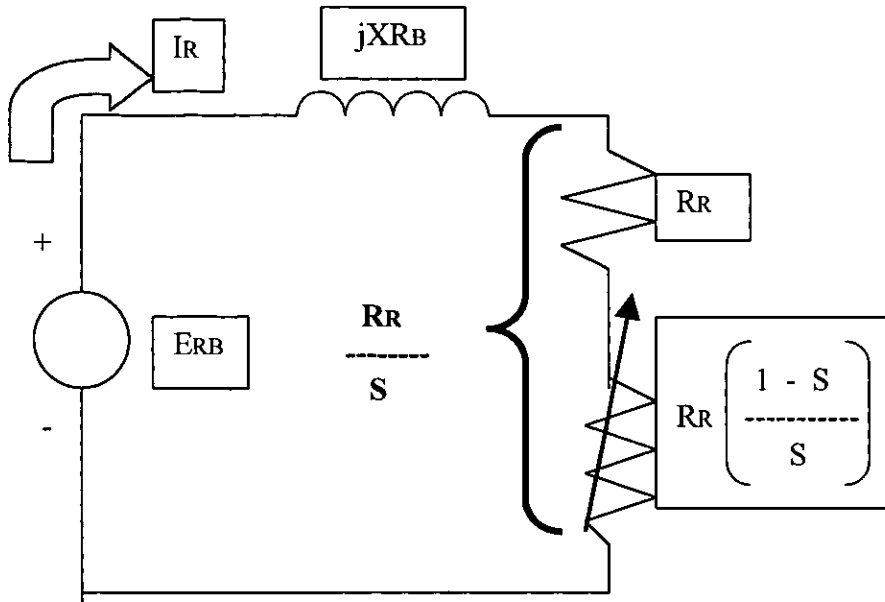 IR
jXRB
RR
+
ERB
-
RR
--------
S
RR ( 1 - S
------------
S )